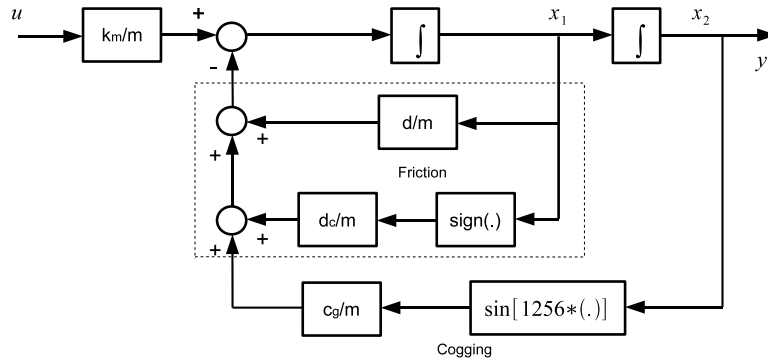 u
km/m
+
-
∫
x1
∫
x2
y
d/m
+
+
Friction
dc/m
sign(.)
+
+
cg/m
sin[1256*(.)]
Cogging